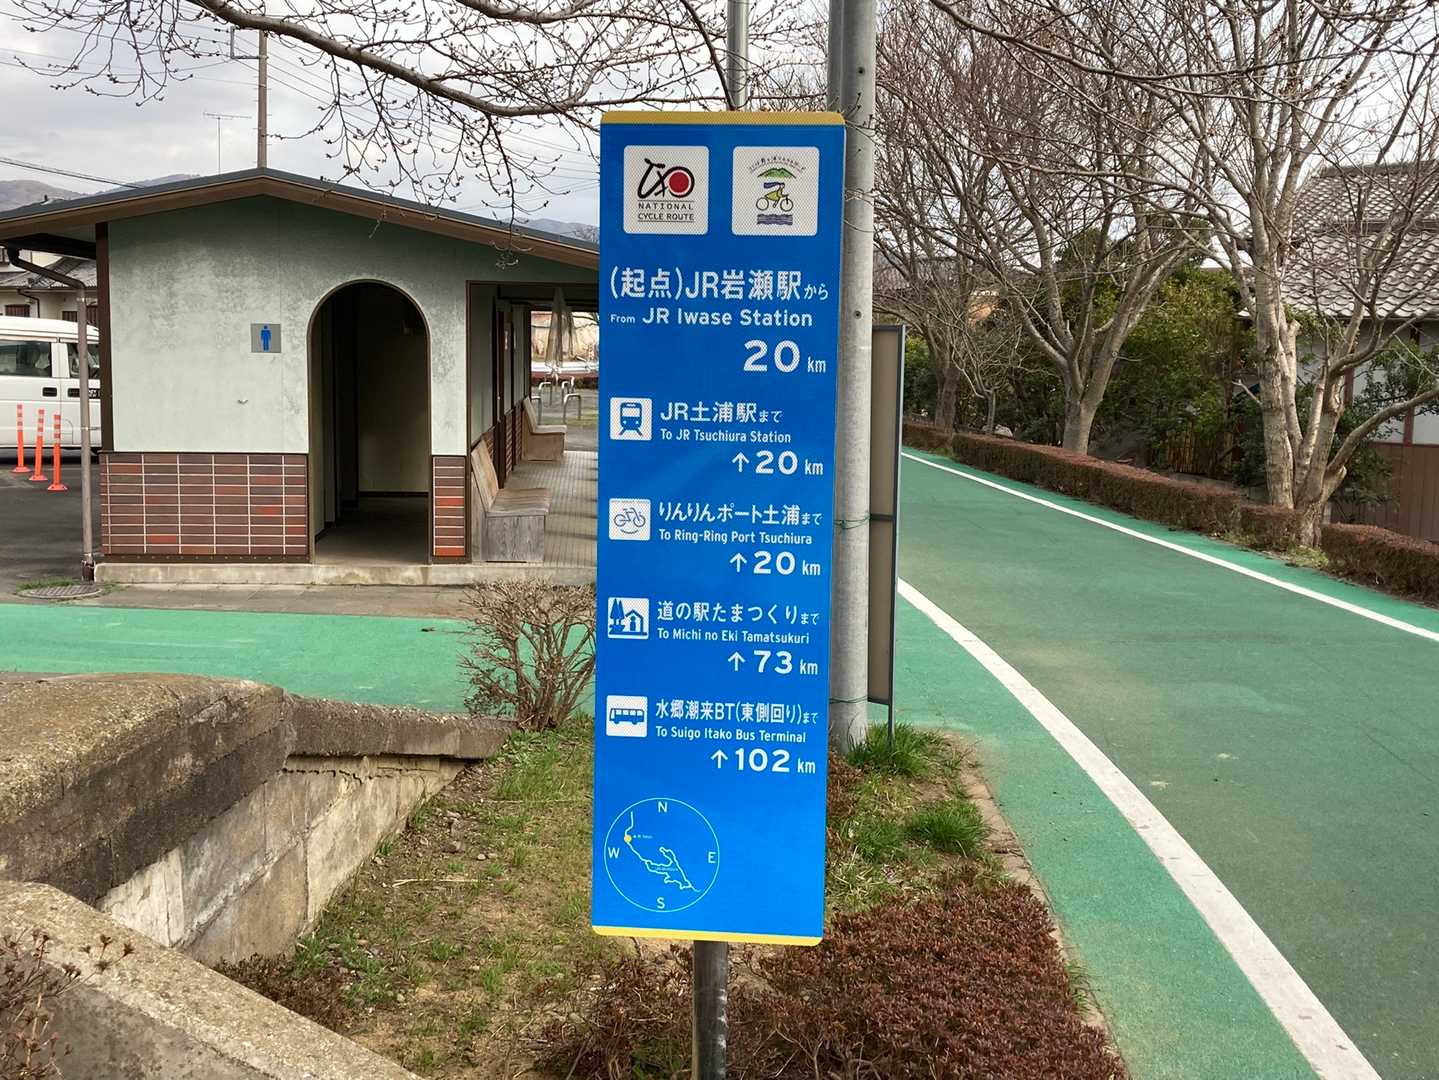 NATIONAL
CYCLE ROUTE
(起点)JR岩瀬駅から
From JR Iwase Station
20 km
JR土浦駅まで
To JR Tsuchiura Station
↑20 km
りんりんポート土浦まで
To Ring-Ring Port Tsuchiura
↑20 km
道の駅たまつくりまで
To Michi no Eki Tamatsukuri
↑73 km
水郷潮来BT(東側回り)まで
To Suigo Itako Bus Terminal
↑102 km
N
W E
S